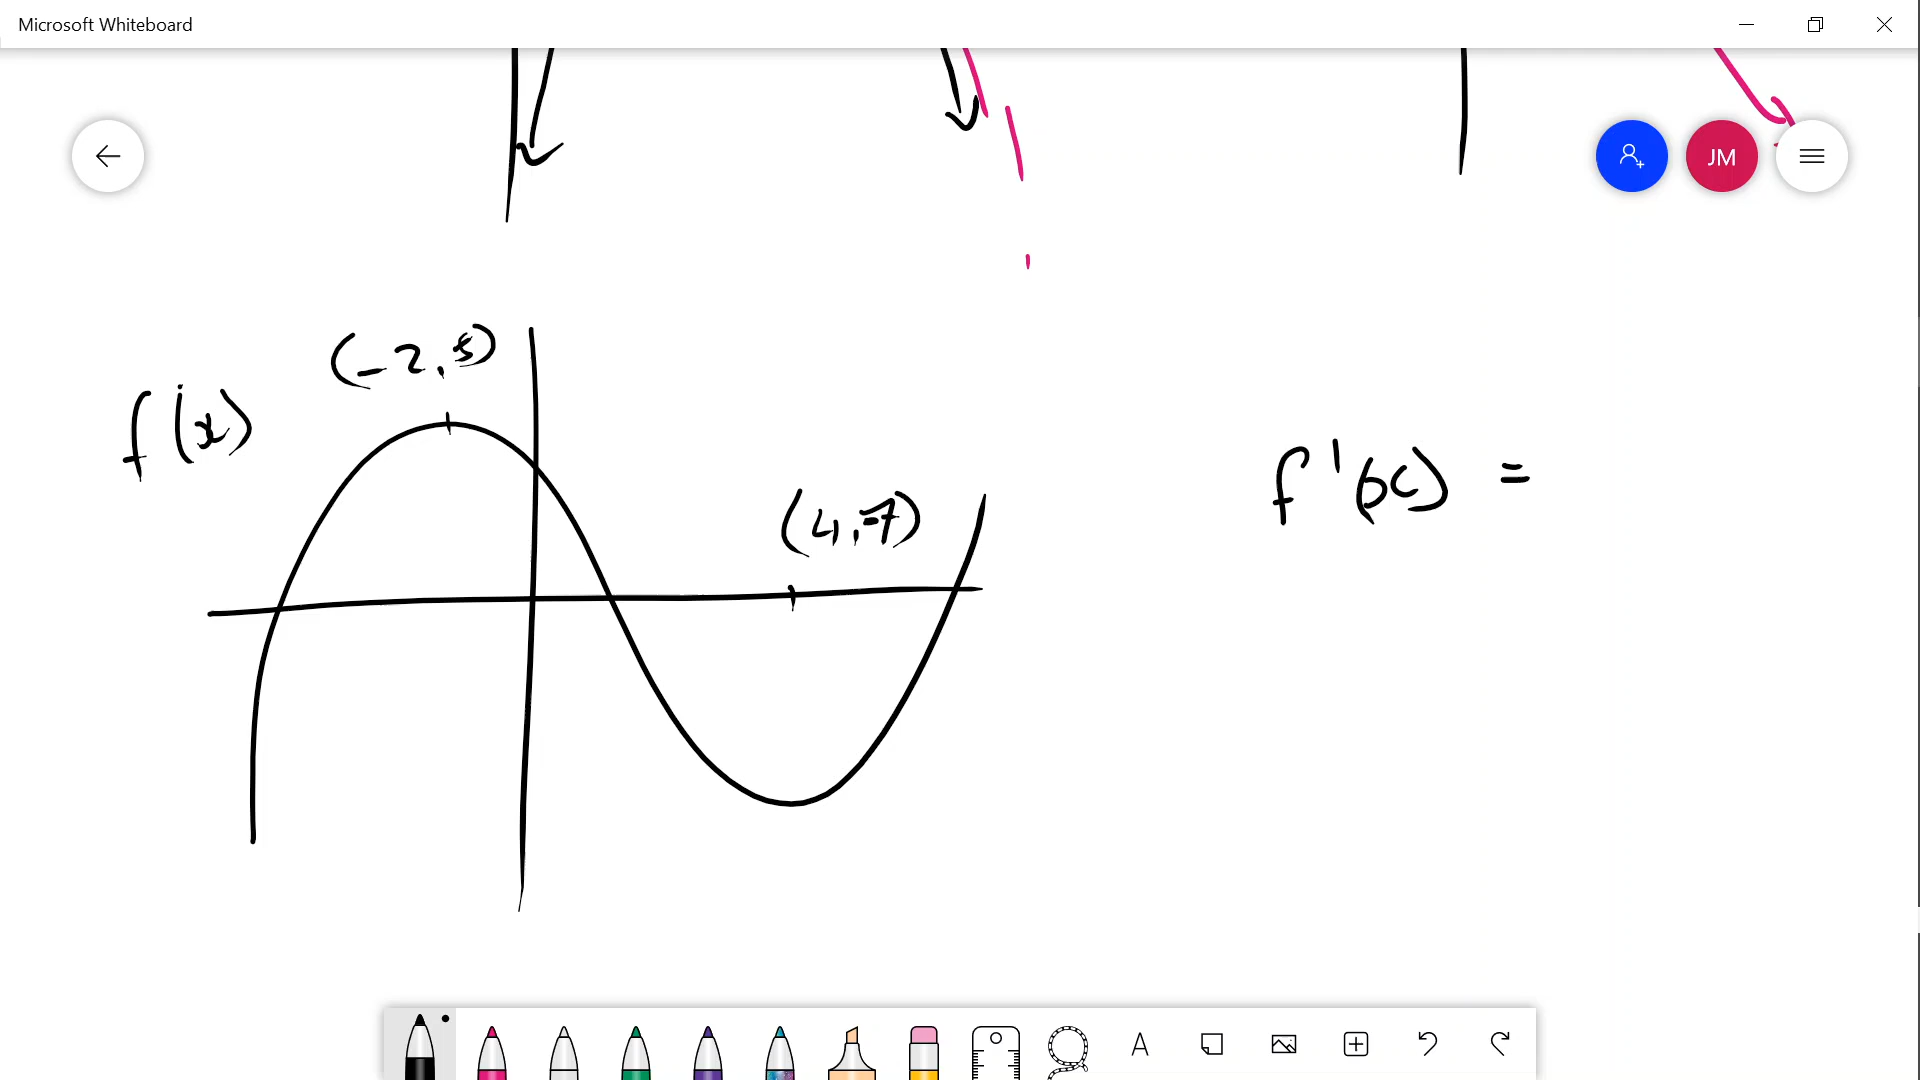 Microsoft Whiteboard
JM
(-2,5)
f(x)
f'(x) =
(4,-7)
A